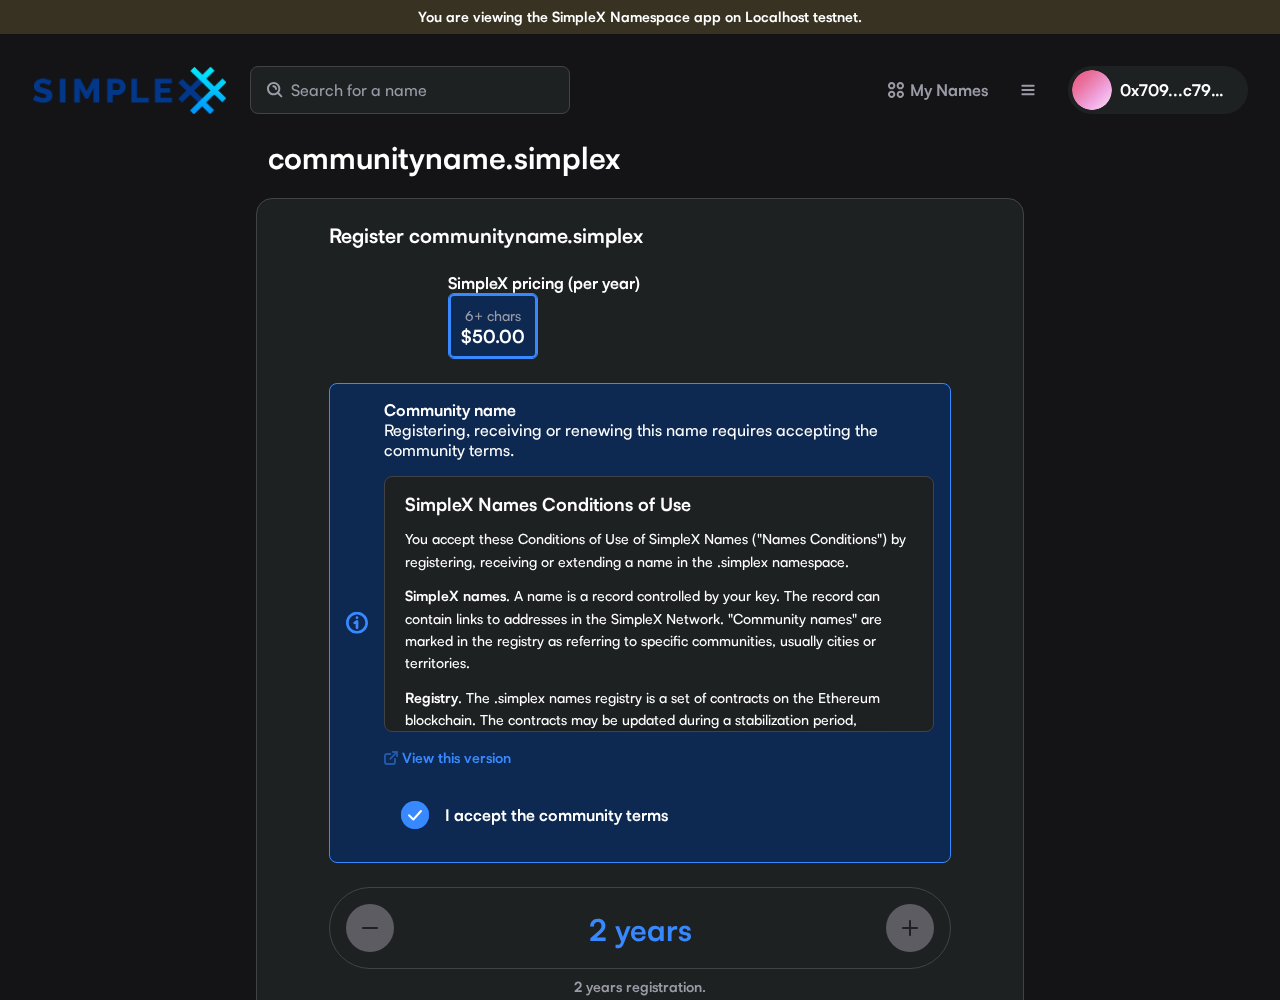 You are viewing the SimpleX Namespace app on Localhost testnet.
SIMPLEX
Search for a name
My Names
0x709...c79...
communityname.simplex
Register communityname.simplex
SimpleX pricing (per year)
6+ chars
$50.00
Community name
Registering, receiving or renewing this name requires accepting the
community terms.
SimpleX Names Conditions of Use
You accept these Conditions of Use of SimpleX Names ("Names Conditions") by
registering, receiving or extending a name in the .simplex namespace.
SimpleX names. A name is a record controlled by your key. The record can
contain links to addresses in the SimpleX Network. "Community names" are
marked in the registry as referring to specific communities, usually cities or
territories.
Registry. The .simplex names registry is a set of contracts on the Ethereum
blockchain. The contracts may be updated during a stabilization period,
View this version
I accept the community terms
2 years
2 years registration.